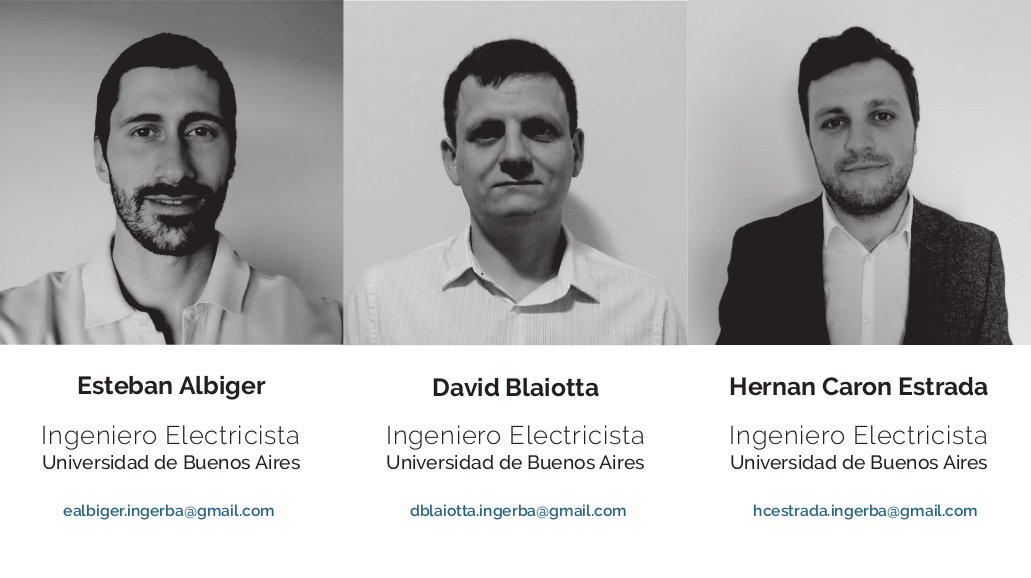 Esteban Albiger
Ingeniero Electricista
Universidad de Buenos Aires
ealbiger.ingerba@gmail.com
David Blaiotta
Ingeniero Electricista
Universidad de Buenos Aires
dblaiotta.ingerba@gmail.com
Hernan Caron Estrada
Ingeniero Electricista
Universidad de Buenos Aires
hcestrada.ingerba@gmail.com